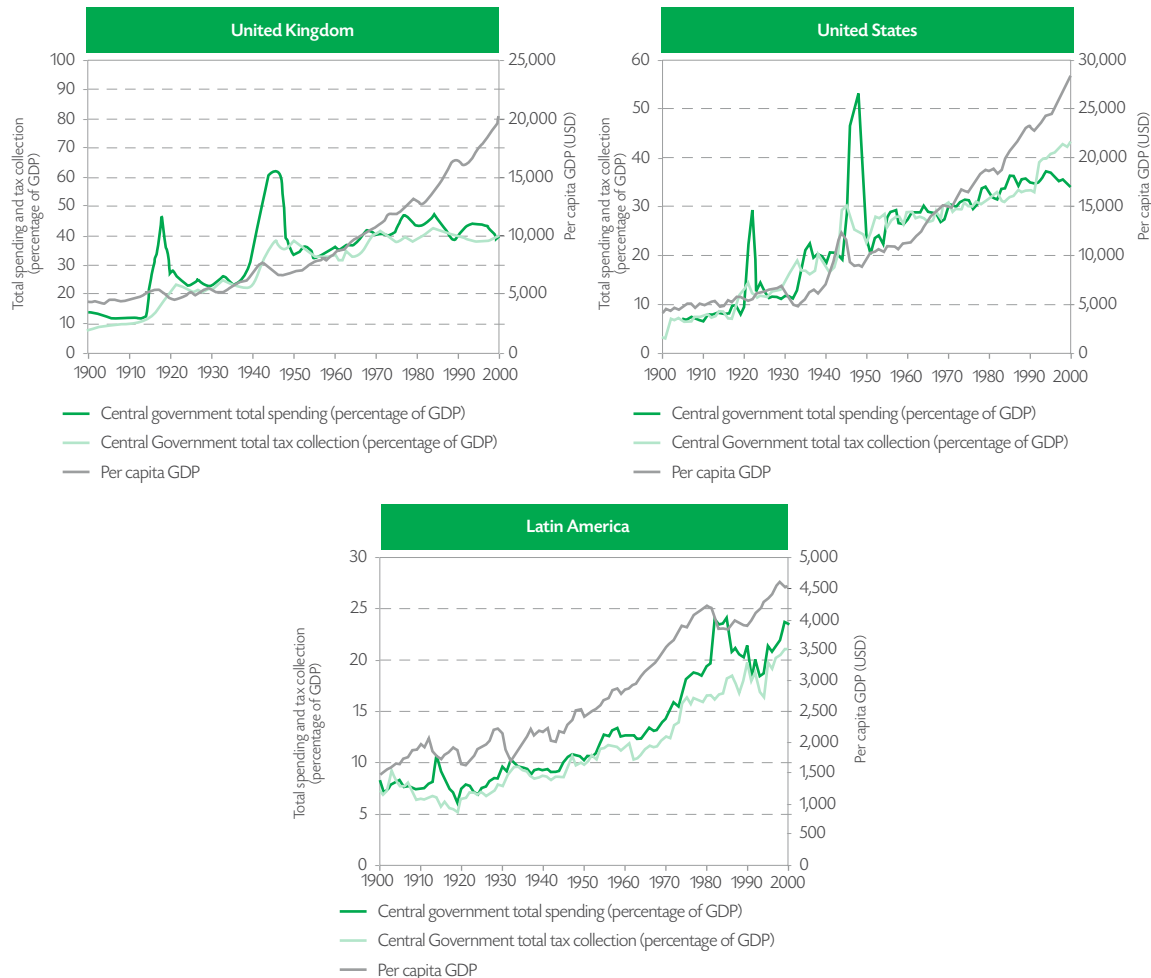 United Kingdom
Total spending and tax collection
(percentage of GDP)
100
90
80
70
60
50
40
30
20
10
0
25,000
20,000
15,000
10,000
5,000
0
Per capita GDP (USD)
1900 1910 1920 1930 1940 1950 1960 1970 1980 1990 2000
Central government total spending (percentage of GDP)
Central Government total tax collection (percentage of GDP)
Per capita GDP
United States
Total spending and tax collection
(percentage of GDP)
60
50
40
30
20
10
0
30,000
25,000
20,000
15,000
10,000
5,000
0
Per capita GDP (USD)
1900 1910 1920 1930 1940 1950 1960 1970 1980 1990 2000
Central government total spending (percentage of GDP)
Central Government total tax collection (percentage of GDP)
Per capita GDP
Latin America
Total spending and tax collection
(percentage of GDP)
30
25
20
15
10
5
0
5,000
4,500
4,000
3,500
3,000
2,500
2,000
1,500
1,000
500
0
Per capita GDP (USD)
1900 1910 1920 1930 1940 1950 1960 1970 1980 1990 2000
Central government total spending (percentage of GDP)
Central Government total tax collection (percentage of GDP)
Per capita GDP